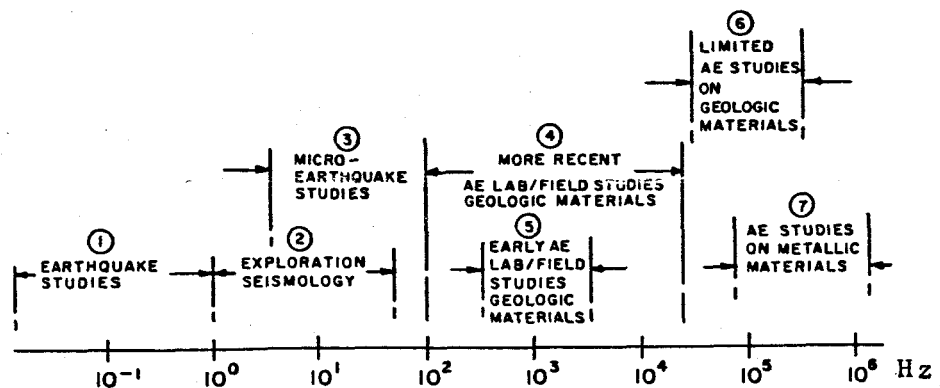 ⑥
LIMITED
AE STUDIES
ON
GEOLOGIC
MATERIALS
③
MICRO-
EARTHQUAKE
STUDIES
④
MORE RECENT
AE LAB/FIELD STUDIES
GEOLOGIC MATERIALS
①
EARTHQUAKE
STUDIES
②
EXPLORATION
SEISMOLOGY
⑤
EARLY AE
LAB/FIELD
STUDIES
GEOLOGIC
MATERIALS
⑦
AE STUDIES
ON METALLIC
MATERIALS
10⁻¹ 10⁰ 10¹ 10² 10³ 10⁴ 10⁵ 10⁶ Hz